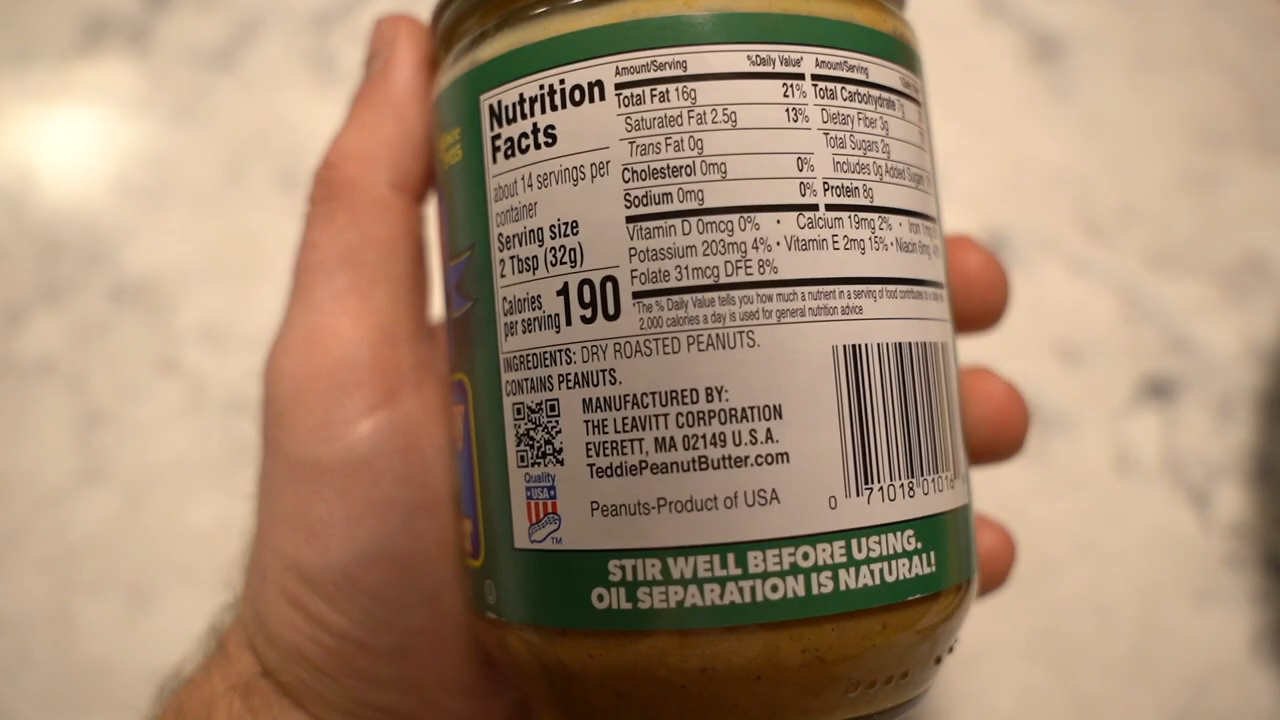 Nutrition
Facts
about 14 servings per
container
Serving size
2 Tbsp (32g)
Calories
per serving 190
Amount/Serving %Daily Value*
Total Fat 16g 21%
Saturated Fat 2.5g 13%
Trans Fat 0g
Cholesterol 0mg 0%
Sodium 0mg 0%
Amount/Serving
Total Carbohydrate 7g
Dietary Fiber 3g
Total Sugars 2g
Includes 0g Added Sugars
Protein 8g
Vitamin D 0mcg 0% • Calcium 19mg 2% • Iron
Potassium 203mg 4% • Vitamin E 2mg 15% • Niacin 6mg
Folate 31mcg DFE 8%
*The % Daily Value tells you how much a nutrient in a serving of food contributes to a
2,000 calories a day is used for general nutrition advice
INGREDIENTS: DRY ROASTED PEANUTS.
CONTAINS PEANUTS.
MANUFACTURED BY:
THE LEAVITT CORPORATION
EVERETT, MA 02149 U.S.A.
TeddiePeanutButter.com
Peanuts-Product of USA
Quality
USA
TM
0 71018 01016
STIR WELL BEFORE USING.
OIL SEPARATION IS NATURAL!